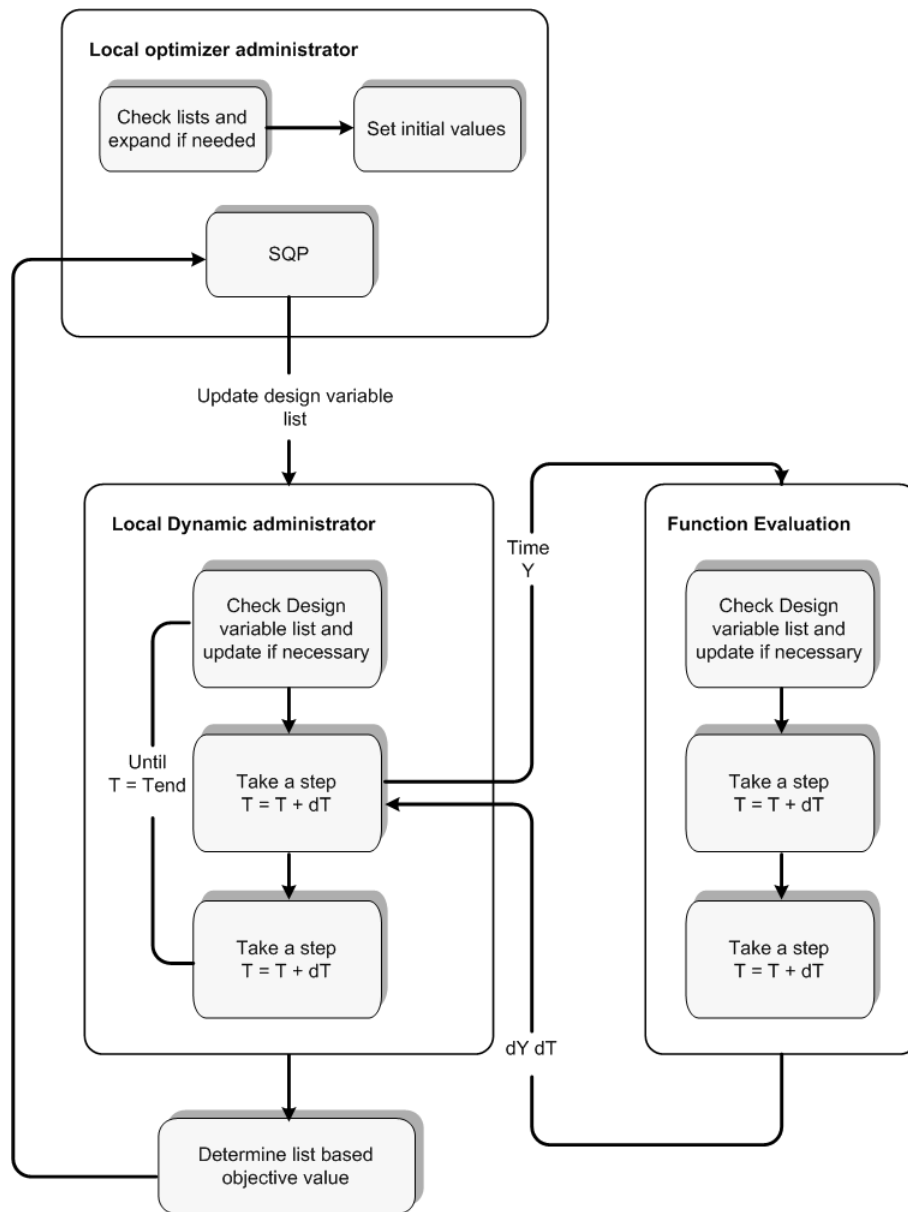 Local optimizer administrator
Check lists and
expand if needed
Set initial values
SQP
Update design variable
list
Local Dynamic administrator
Check Design
variable list and
update if necessary
Until
T = Tend
Take a step
T = T + dT
Take a step
T = T + dT
Time
Y
dY dT
Function Evaluation
Check Design
variable list and
update if necessary
Take a step
T = T + dT
Take a step
T = T + dT
Determine list based
objective value